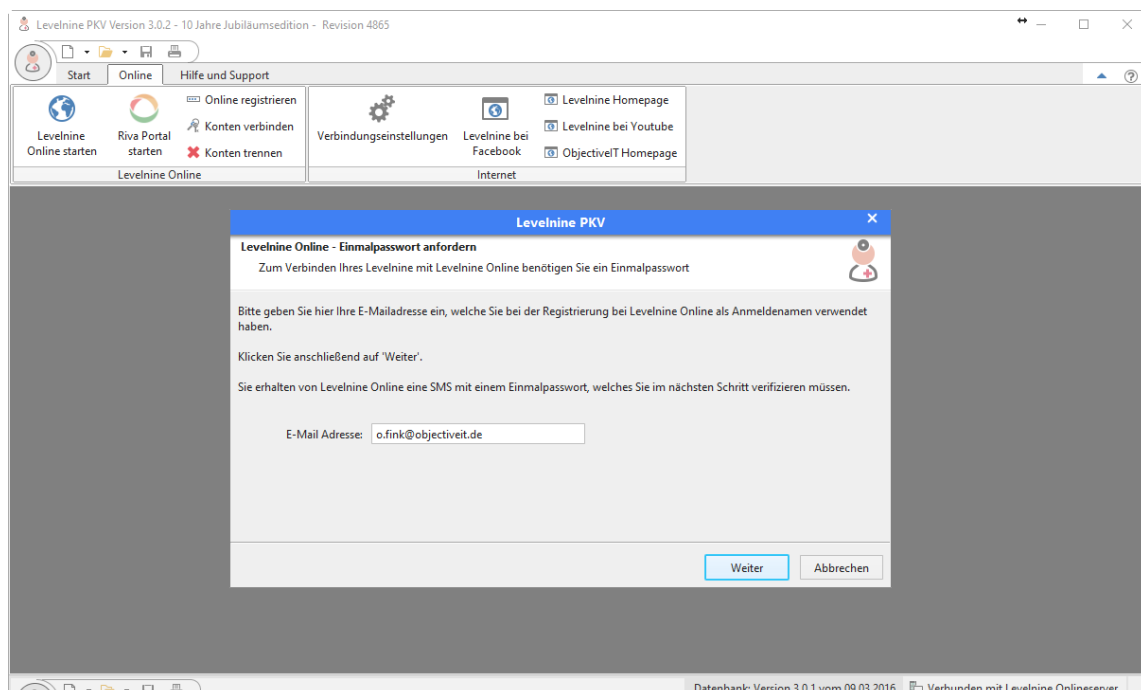 Levelnine PKV Version 3.0.2 - 10 Jahre Jubiläumsedition - Revision 4865
Start Online Hilfe und Support
Levelnine Online starten
Riva Portal starten
Online registrieren
Konten verbinden
Konten trennen
Levelnine Online
Verbindungseinstellungen
Levelnine bei Facebook
Levelnine Homepage
Levelnine bei Youtube
ObjectiveIT Homepage
Internet
Levelnine PKV
Levelnine Online - Einmalpasswort anfordern
Zum Verbinden Ihres Levelnine mit Levelnine Online benötigen Sie ein Einmalpasswort
Bitte geben Sie hier Ihre E-Mailadresse ein, welche Sie bei der Registrierung bei Levelnine Online als Anmeldenamen verwendet
haben.
Klicken Sie anschließend auf 'Weiter'.
Sie erhalten von Levelnine Online eine SMS mit einem Einmalpasswort, welches Sie im nächsten Schritt verifizieren müssen.
E-Mail Adresse: o.fink@objectiveit.de
Weiter Abbrechen
Datenbank: Version 3.0.1 vom 09.03.2016 Verbunden mit Levelnine Onlineserver